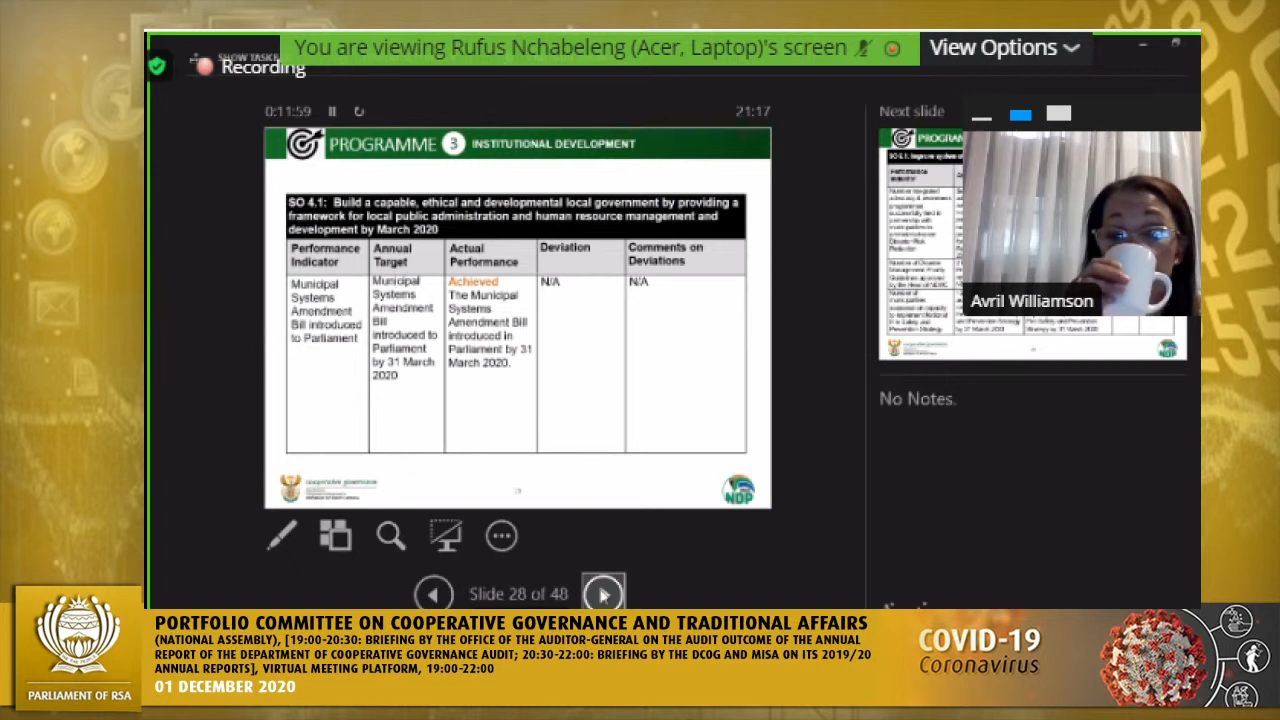 You are viewing Rufus Nchabeleng (Acer, Laptop)'s screen
View Options
SHOW TASK
Recording
0:11:59
21:17
PROGRAMME 3 INSTITUTIONAL DEVELOPMENT
SO 4.1: Build a capable, ethical and developmental local government by providing a
framework for local public administration and human resource management and
development by March 2020
Performance
Indicator
Annual
Target
Actual
Performance
Deviation
Comments on
Deviations
Municipal
Systems
Amendment
Bill introduced
to Parliament
Municipal
Systems
Amendment
Bill
introduced to
Parliament
by 31 March
2020
Achieved
The Municipal
Systems
Amendment Bill
introduced in
Parliament by 31
March 2020.
N/A
N/A
cooperative governance
NDP
Slide 28 of 48
Next slide
PROGRAM
Performance
Indicator
Avril Williamson
No Notes.
PARLIAMENT OF RSA
PORTFOLIO COMMITTEE ON COOPERATIVE GOVERNANCE AND TRADITIONAL AFFAIRS
(NATIONAL ASSEMBLY), [19:00-20:30: BRIEFING BY THE OFFICE OF THE AUDITOR-GENERAL ON THE AUDIT OUTCOME OF THE ANNUAL
REPORT OF THE DEPARTMENT OF COOPERATIVE GOVERNANCE AUDIT; 20:30-22:00: BRIEFING BY THE DCOG AND MISA ON ITS 2019/20
ANNUAL REPORTS], VIRTUAL MEETING PLATFORM, 19:00-22:00
01 DECEMBER 2020
COVID-19
Coronavirus